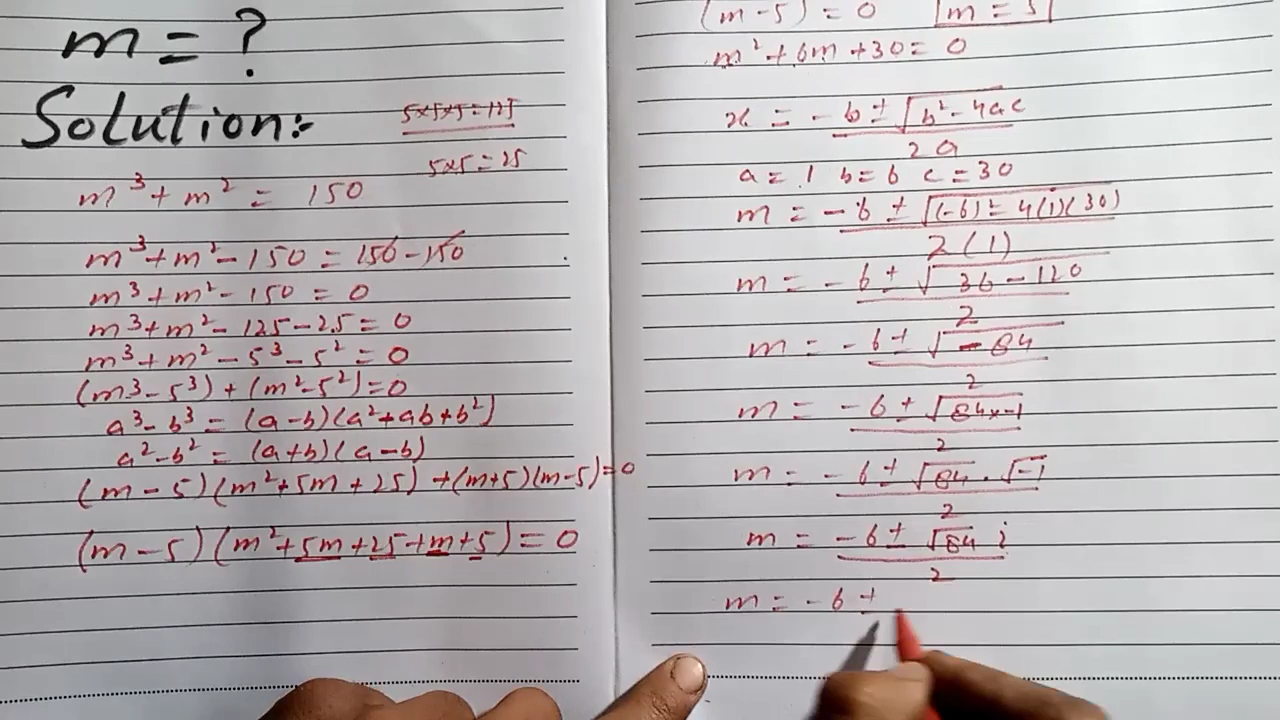 m = ?
Solution:-
5×5×5=125
5×5=25
m³ + m² = 150
m³+m²-150 = 150-150
m³+m²-150 = 0
m³+m²-125-25=0
m³+m²-5³-5²=0
(m³-5³)+(m²-5²)=0
a³-b³ = (a-b)(a²+ab+b²)
a²-b² = (a+b)(a-b)
(m-5)(m²+5m+25)+(m+5)(m-5)=0
(m-5)(m²+5m+25+m+5)=0
(m-5)=0 m=5
m²+6m+30=0
x = -b±√b²-4ac
2a
a=1 b=6 c=30
m = -6±√(-6)²-4(1)(30)
2(1)
m = -6±√36-120
2
m = -6±√-84
2
m = -6±√84×-1
2
m = -6±√84.√-1
2
m = -6±√84 i
2
m = -6±